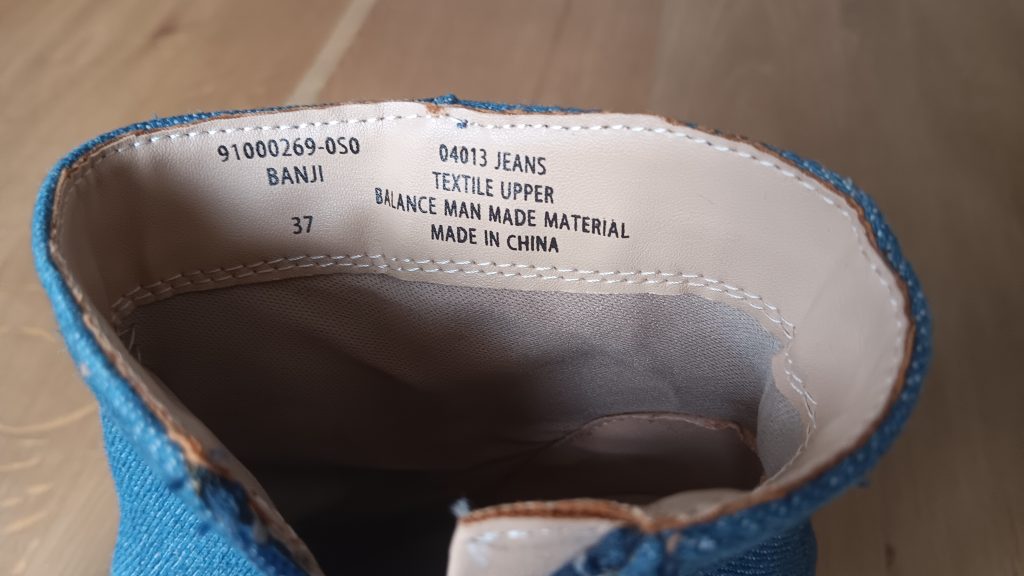 91000269-0S0
BANJI
37
04013 JEANS
TEXTILE UPPER
BALANCE MAN MADE MATERIAL
MADE IN CHINA